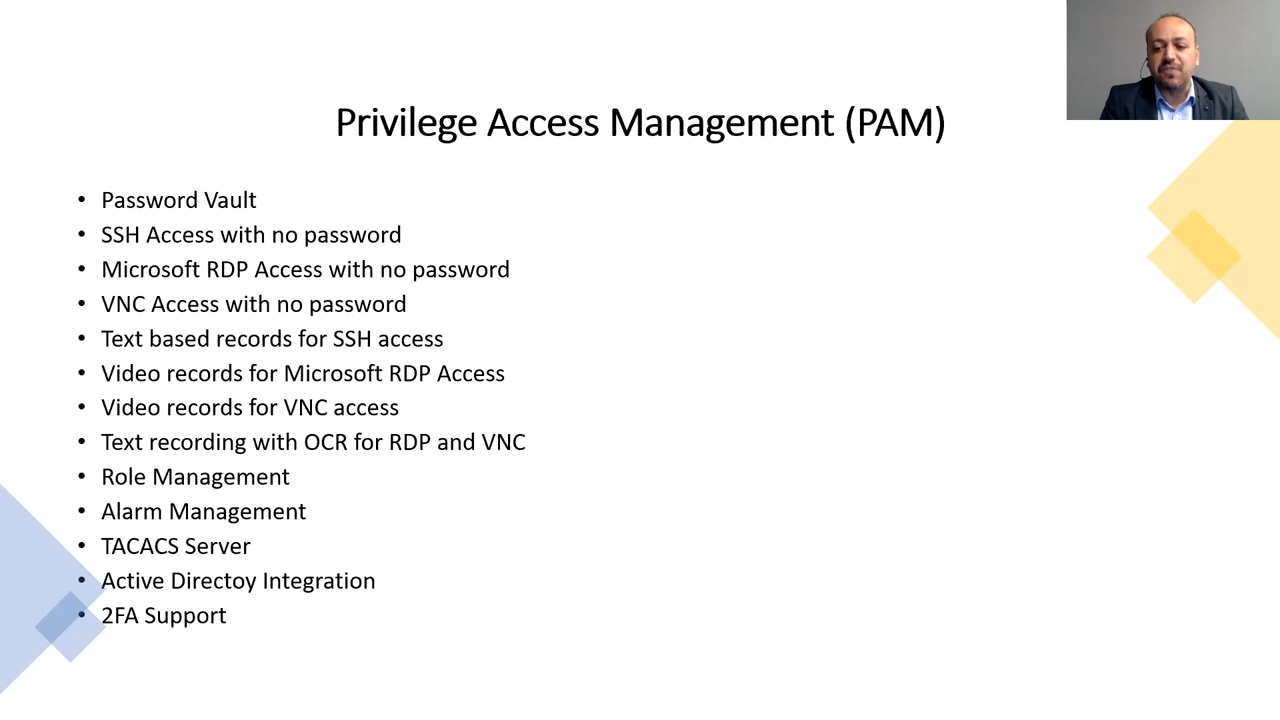 Privilege Access Management (PAM)
• Password Vault
• SSH Access with no password
• Microsoft RDP Access with no password
• VNC Access with no password
• Text based records for SSH access
• Video records for Microsoft RDP Access
• Video records for VNC access
• Text recording with OCR for RDP and VNC
• Role Management
• Alarm Management
• TACACS Server
• Active Directoy Integration
• 2FA Support